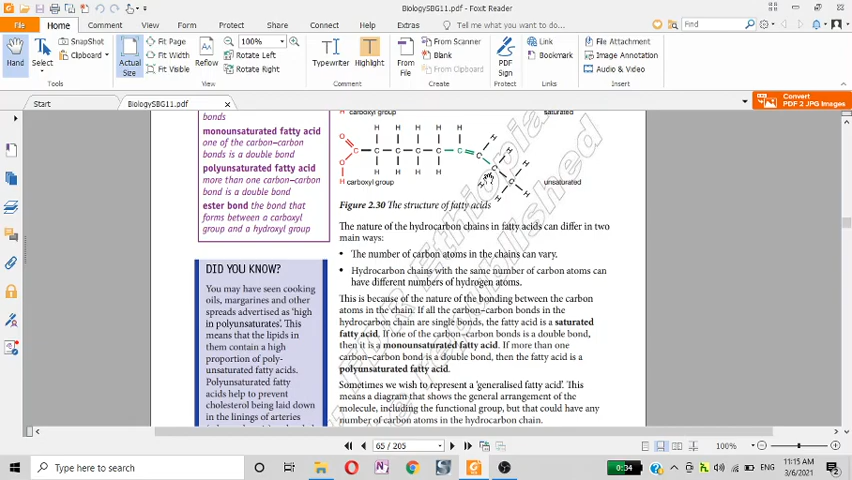 BiologySBG11.pdf - Foxit Reader
File Home Comment View Form Protect Share Connect Help Extras Tell me what you want to do... Find
Hand
Select
SnapShot
Clipboard
Actual Size
Fit Page
Fit Width
Fit Visible
Reflow
100%
Rotate Left
Rotate Right
Typewriter
Highlight
From File
From Scanner
Blank
From Clipboard
PDF Sign
Link
Bookmark
File Attachment
Image Annotation
Audio & Video
Tools View Comment Create Protect Links Insert
Start BiologySBG11.pdf
Convert
PDF 2 JPG Images
bonds
monounsaturated fatty acid
one of the carbon–carbon
bonds is a double bond
polyunsaturated fatty acid
more than one carbon–carbon
bond is a double bond
ester bond the bond that
forms between a carboxyl
group and a hydroxyl group
DID YOU KNOW?
You may have seen cooking
oils, margarines and other
spreads advertised as 'high
in polyunsaturates'. This
means that the lipids in
them contain a high
proportion of poly-
unsaturated fatty acids.
Polyunsaturated fatty
acids help to prevent
cholesterol being laid down
in the linings of arteries
H carboxyl group saturated
H H H H H
O
C C C C C C C C H
O H
H H H H H H H
H carboxyl group unsaturated
Figure 2.30 The structure of fatty acids
The nature of the hydrocarbon chains in fatty acids can differ in two
main ways:
• The number of carbon atoms in the chains can vary.
• Hydrocarbon chains with the same number of carbon atoms can
have different numbers of hydrogen atoms.
This is because of the nature of the bonding between the carbon
atoms in the chain. If all the carbon–carbon bonds in the
hydrocarbon chain are single bonds, the fatty acid is a saturated
fatty acid. If one of the carbon–carbon bonds is a double bond,
then it is a monounsaturated fatty acid. If more than one
carbon–carbon bond is a double bond, then the fatty acid is a
polyunsaturated fatty acid.
Sometimes we wish to represent a 'generalised fatty acid'. This
means a diagram that shows the general arrangement of the
molecule, including the functional group, but that could have any
number of carbon atoms in the hydrocarbon chain.
65 / 205
100%
Type here to search
0:34
ENG
11:15 AM
3/6/2021